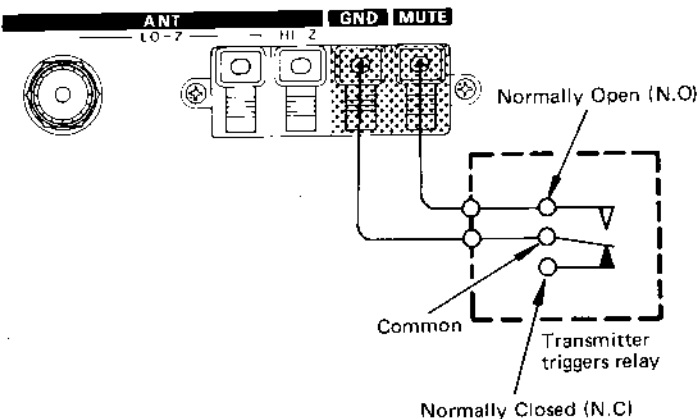 ANT GND MUTE
LO-Z HI-Z
Normally Open (N.O)
Common
Transmitter
triggers relay
Normally Closed (N.C)